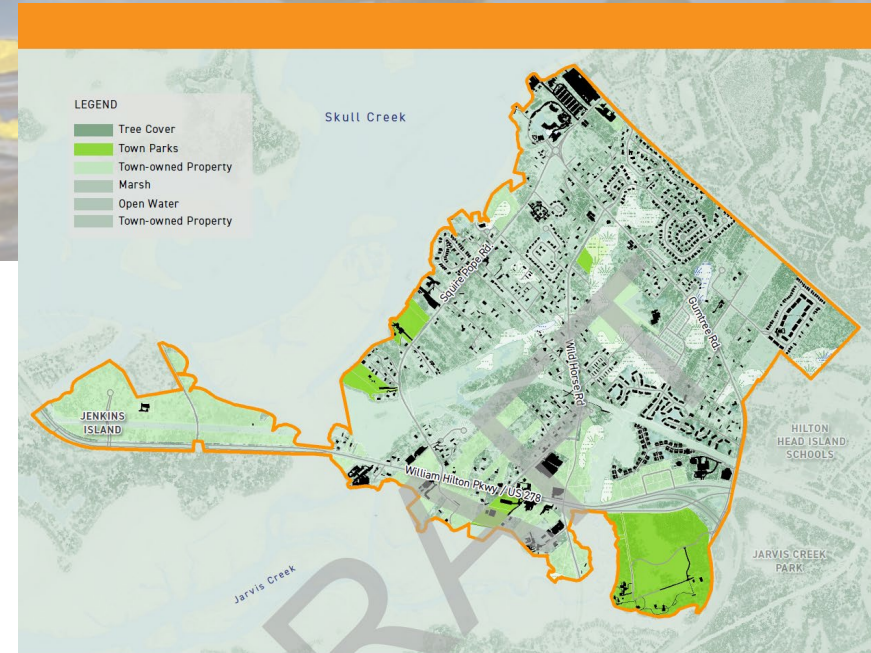 LEGEND
Tree Cover
Town Parks
Town-owned Property
Marsh
Open Water
Town-owned Property
Skull Creek
Squire Pope Rd.
Gumtree Rd.
Wild Horse Rd
JENKINS
ISLAND
HILTON
HEAD ISLAND
SCHOOLS
William Hilton Pkwy / US 278
JARVIS CREEK
PARK
Jarvis Creek
DRAFT